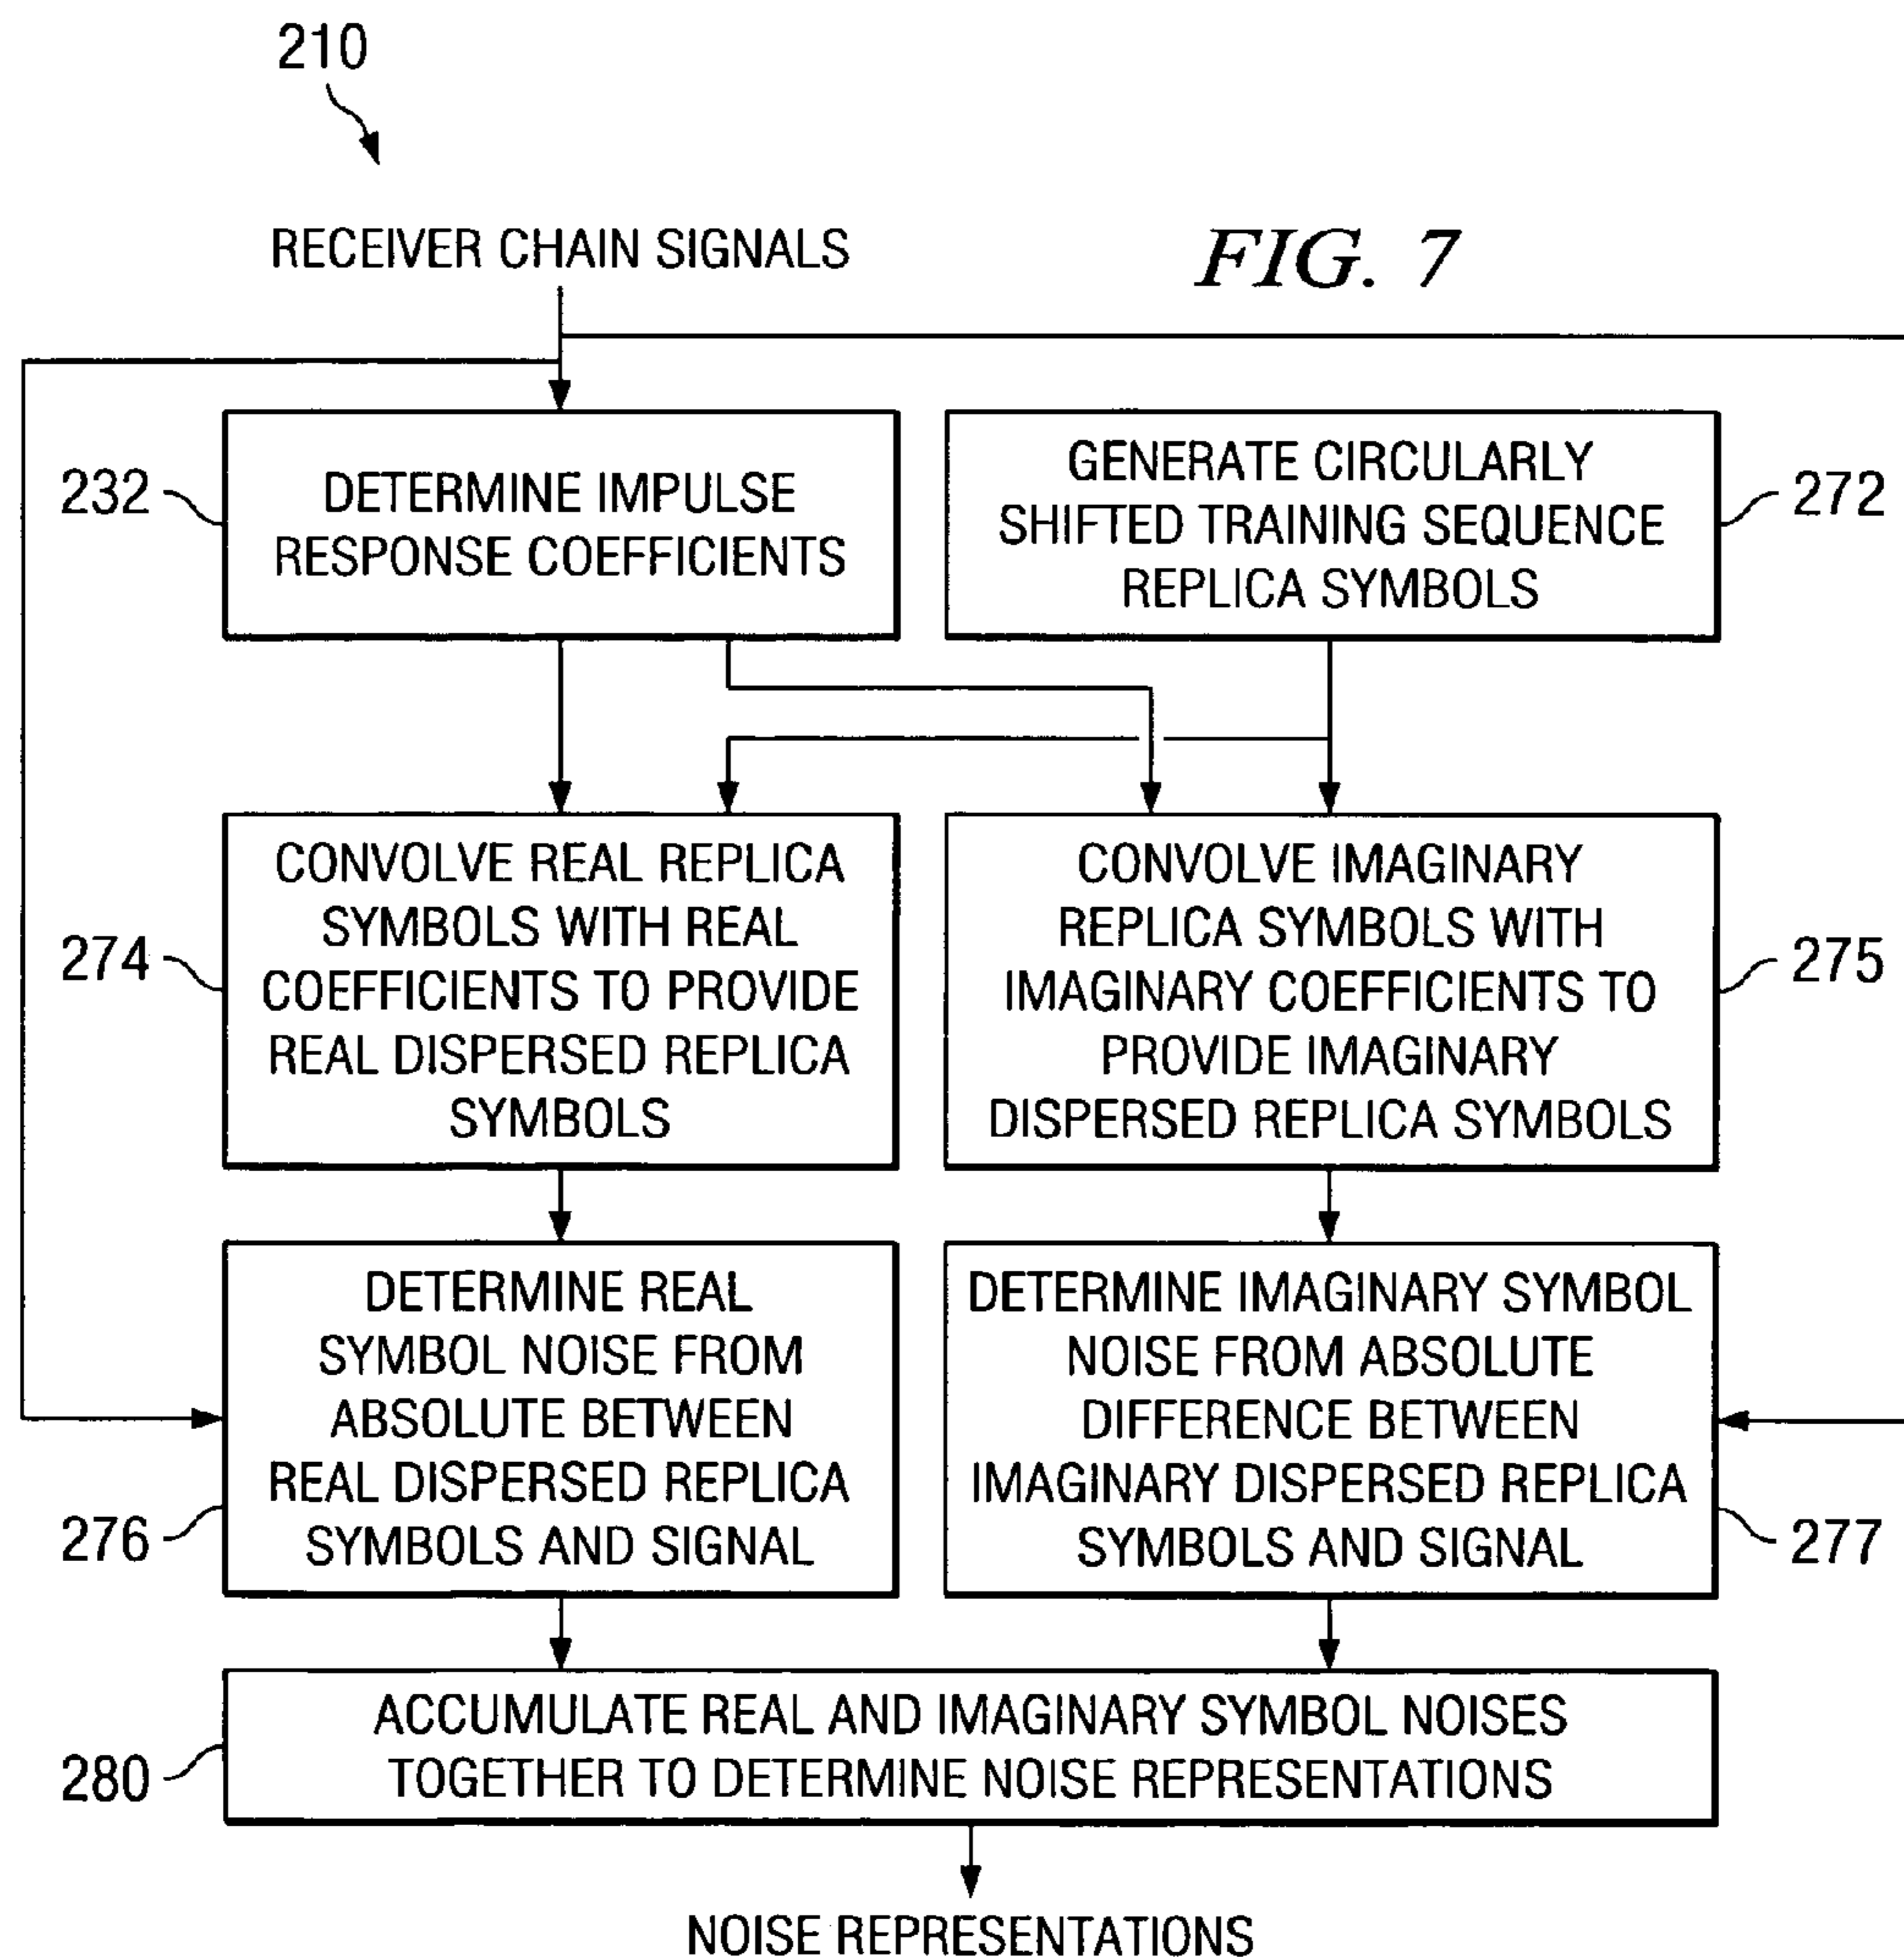 210
RECEIVER CHAIN SIGNALS
FIG. 7
232
DETERMINE IMPULSE
RESPONSE COEFFICIENTS
GENERATE CIRCULARLY
SHIFTED TRAINING SEQUENCE
REPLICA SYMBOLS
272
274
CONVOLVE REAL REPLICA
SYMBOLS WITH REAL
COEFFICIENTS TO PROVIDE
REAL DISPERSED REPLICA
SYMBOLS
CONVOLVE IMAGINARY
REPLICA SYMBOLS WITH
IMAGINARY COEFFICIENTS TO
PROVIDE IMAGINARY
DISPERSED REPLICA SYMBOLS
275
276
DETERMINE REAL
SYMBOL NOISE FROM
ABSOLUTE BETWEEN
REAL DISPERSED REPLICA
SYMBOLS AND SIGNAL
DETERMINE IMAGINARY SYMBOL
NOISE FROM ABSOLUTE
DIFFERENCE BETWEEN
IMAGINARY DISPERSED REPLICA
SYMBOLS AND SIGNAL
277
280
ACCUMULATE REAL AND IMAGINARY SYMBOL NOISES
TOGETHER TO DETERMINE NOISE REPRESENTATIONS
NOISE REPRESENTATIONS